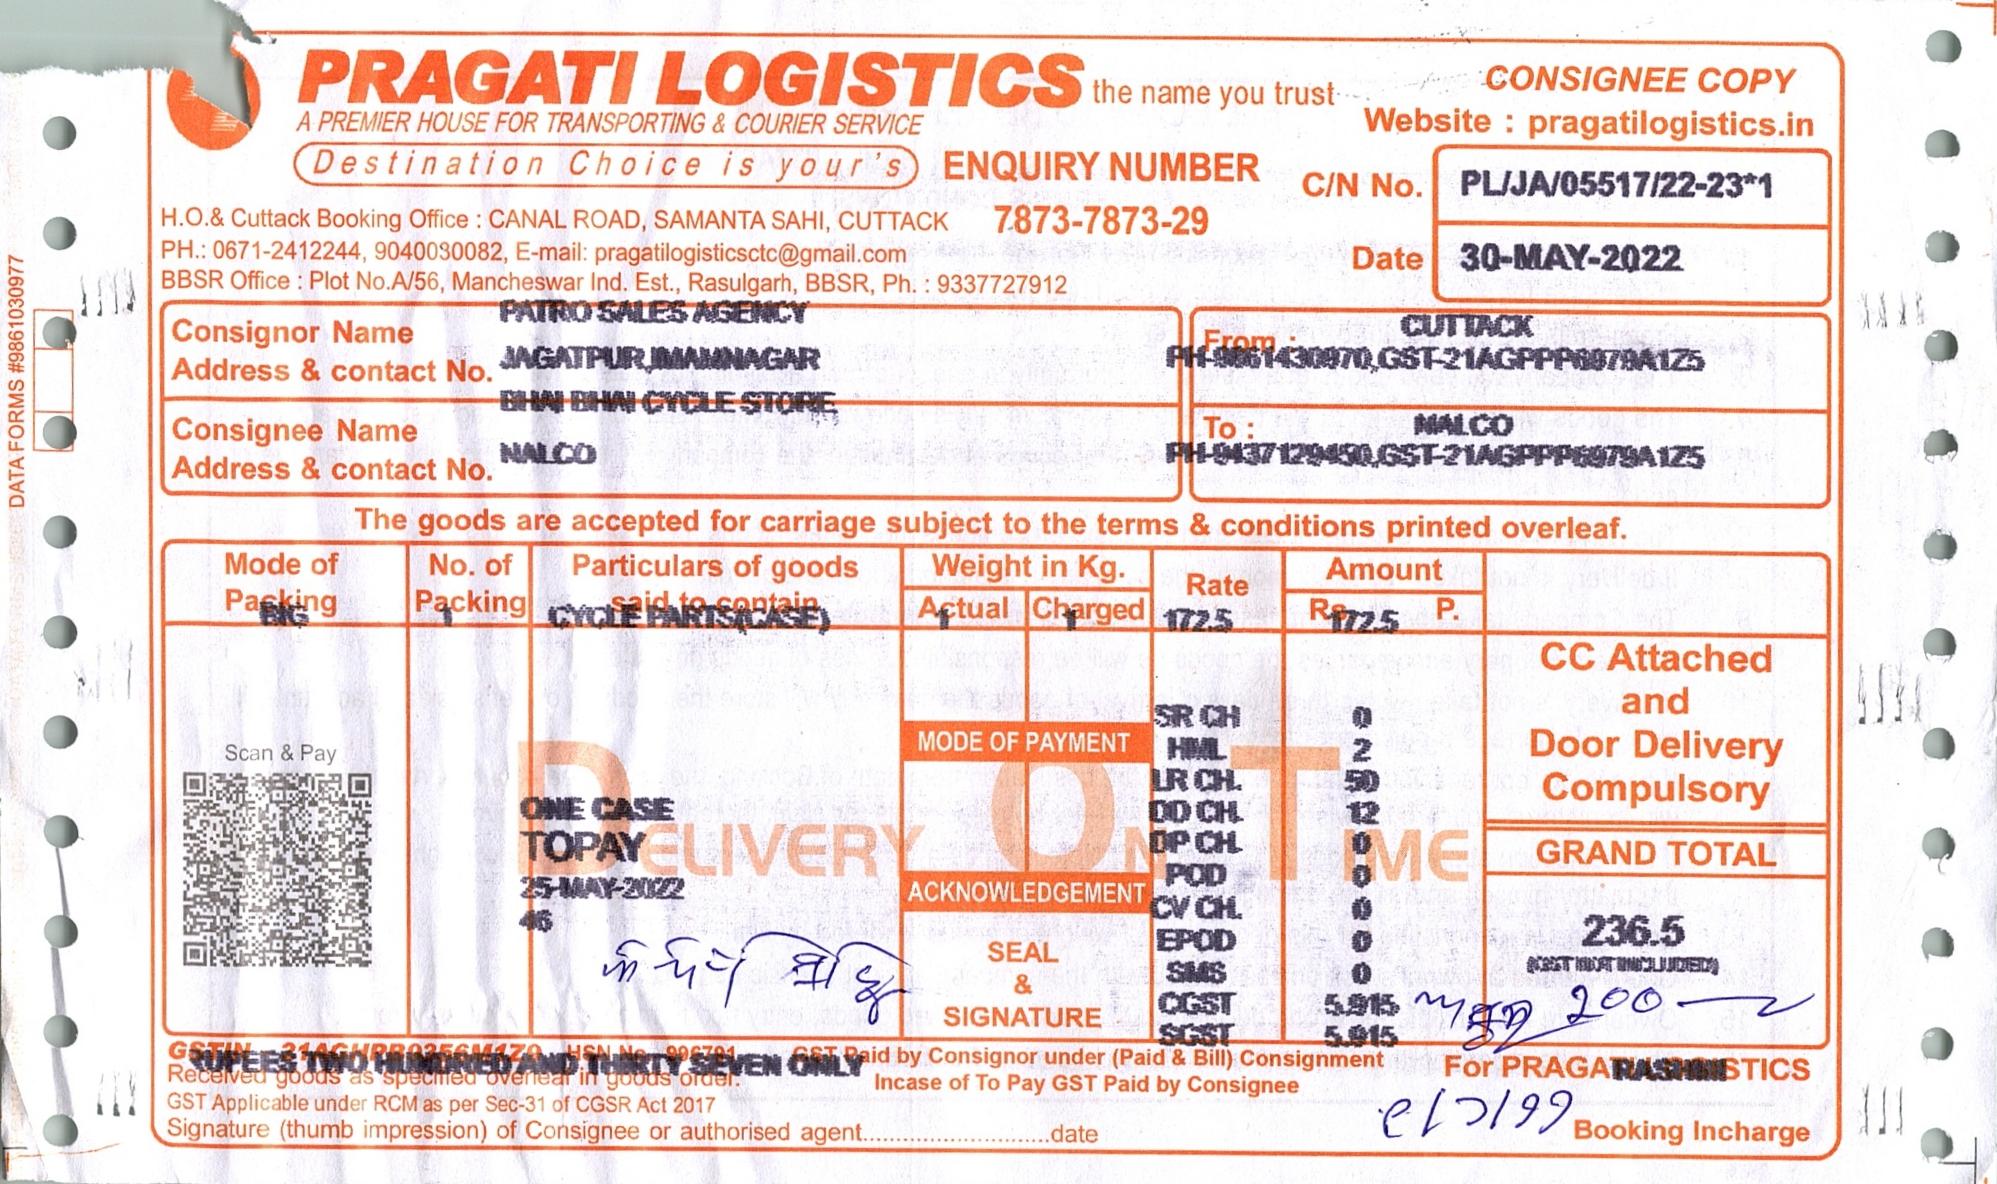 PRAGATI LOGISTICS the name you trust
CONSIGNEE COPY
A PREMIER HOUSE FOR TRANSPORTING & COURIER SERVICE
Website : pragatilogistics.in
Destination Choice is your's
ENQUIRY NUMBER
7873-7873-29
C/N No. PL/JA/05517/22-23*1
Date 30-MAY-2022
H.O.& Cuttack Booking Office : CANAL ROAD, SAMANTA SAHI, CUTTACK
PH.: 0671-2412244, 9040030082, E-mail: pragatilogisticsctc@gmail.com
BBSR Office : Plot No.A/56, Mancheswar Ind. Est., Rasulgarh, BBSR, Ph. : 9337727912
DATA FORMS #9861030977
PATRO SALES AGENCY
Consignor Name
Address & contact No. JAGATPUR,IMAMNAGAR
From : CUTTACK
PH-9861430970,GST-21AGPPP6979A1Z5
BHAI BHAI CYCLE STORE
Consignee Name
Address & contact No. NALCO
To : NALCO
PH-9437129450,GST-21AGPPP6979A1Z5
The goods are accepted for carriage subject to the terms & conditions printed overleaf.
Mode of Packing
No. of Packing
Particulars of goods said to contain
Weight in Kg.
Actual Charged
Rate
Amount
Rs. P.
BIG 1 CYCLE PARTS(CASE) 1 1 172.5 172.5
CC Attached
and
Door Delivery
Compulsory
Scan & Pay
MODE OF PAYMENT
DELIVERY ON TIME
ONE CASE
TOPAY
25-MAY-2022
46
ACKNOWLEDGEMENT
SEAL
&
SIGNATURE
SR CH 0
HML 2
LR CH. 50
DD CH. 12
DP CH. 0
POD 0
CV CH. 0
EPOD 0
SMS 0
CGST 5.915
SGST 5.915
GRAND TOTAL
236.5
(GST NOT INCLUDED)
200
GSTIN HSN No.
RUPEES TWO HUNDRED AND THIRTY SEVEN ONLY
GST Paid by Consignor under (Paid & Bill) Consignment
Incase of To Pay GST Paid by Consignee
Received goods as specified overleaf in goods order.
GST Applicable under RCM as per Sec-31 of CGSR Act 2017
Signature (thumb impression) of Consignee or authorised agent............................date
For PRAGATI LOGISTICS
RASHMI
Booking Incharge